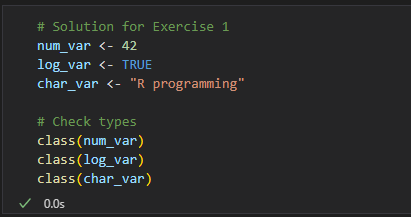 # Solution for Exercise 1
num_var <- 42
log_var <- TRUE
char_var <- "R programming"
# Check types
class(num_var)
class(log_var)
class(char_var)
0.0s